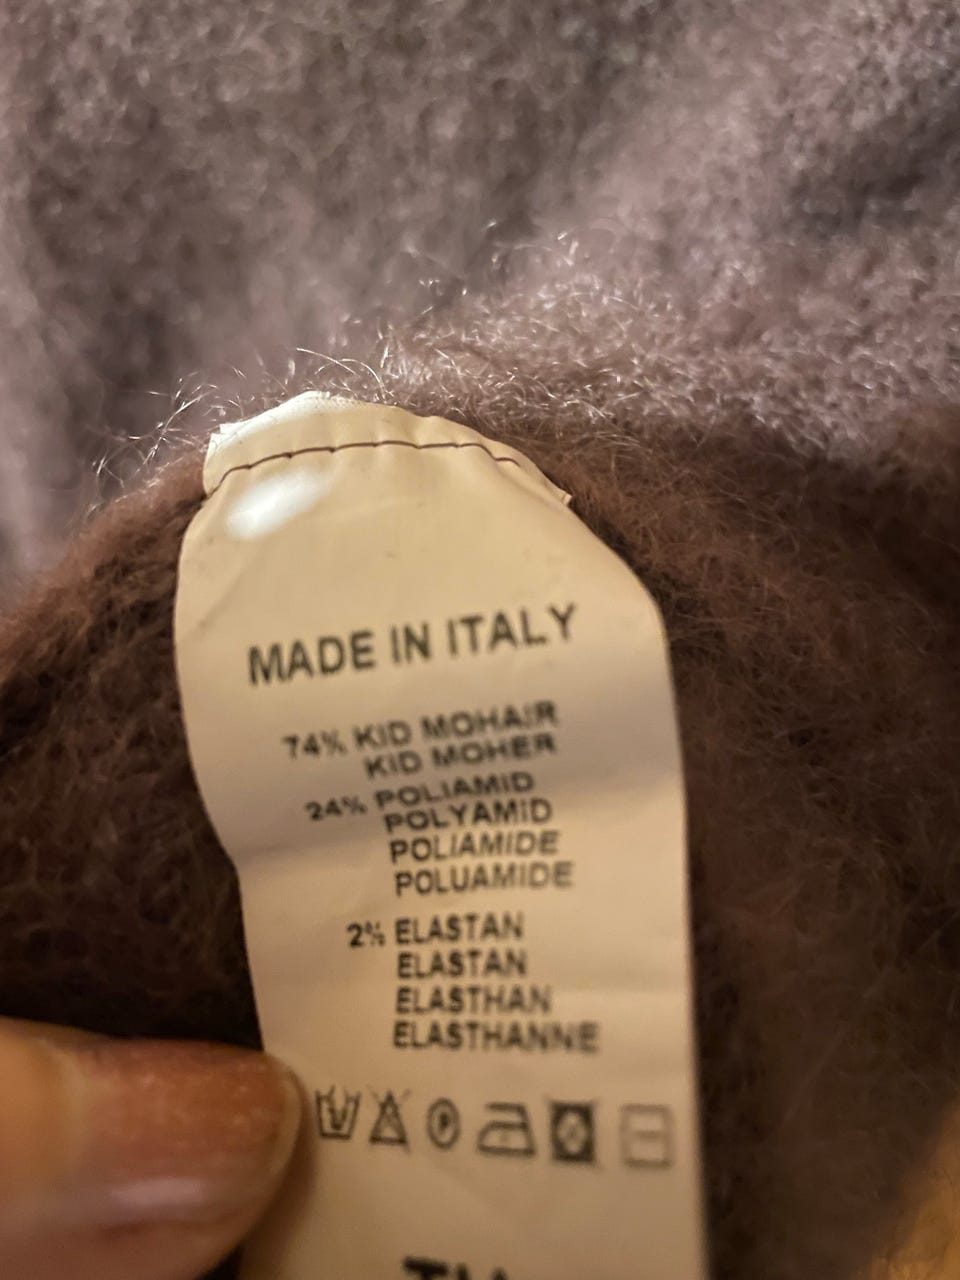 MADE IN ITALY
74% KID MOHAIR
KID MOHER
24% POLIAMID
POLYAMID
POLIAMIDE
POLUAMIDE
2% ELASTAN
ELASTAN
ELASTHAN
ELASTHANNE
P